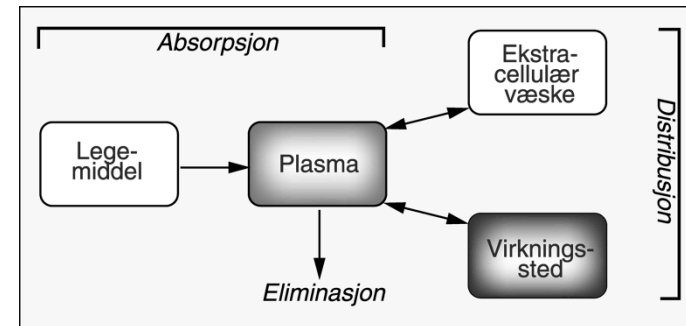 Absorpsjon
Lege-
middel
Plasma
Ekstra-
cellulær
væske
Virknings-
sted
Eliminasjon
Distribusjon